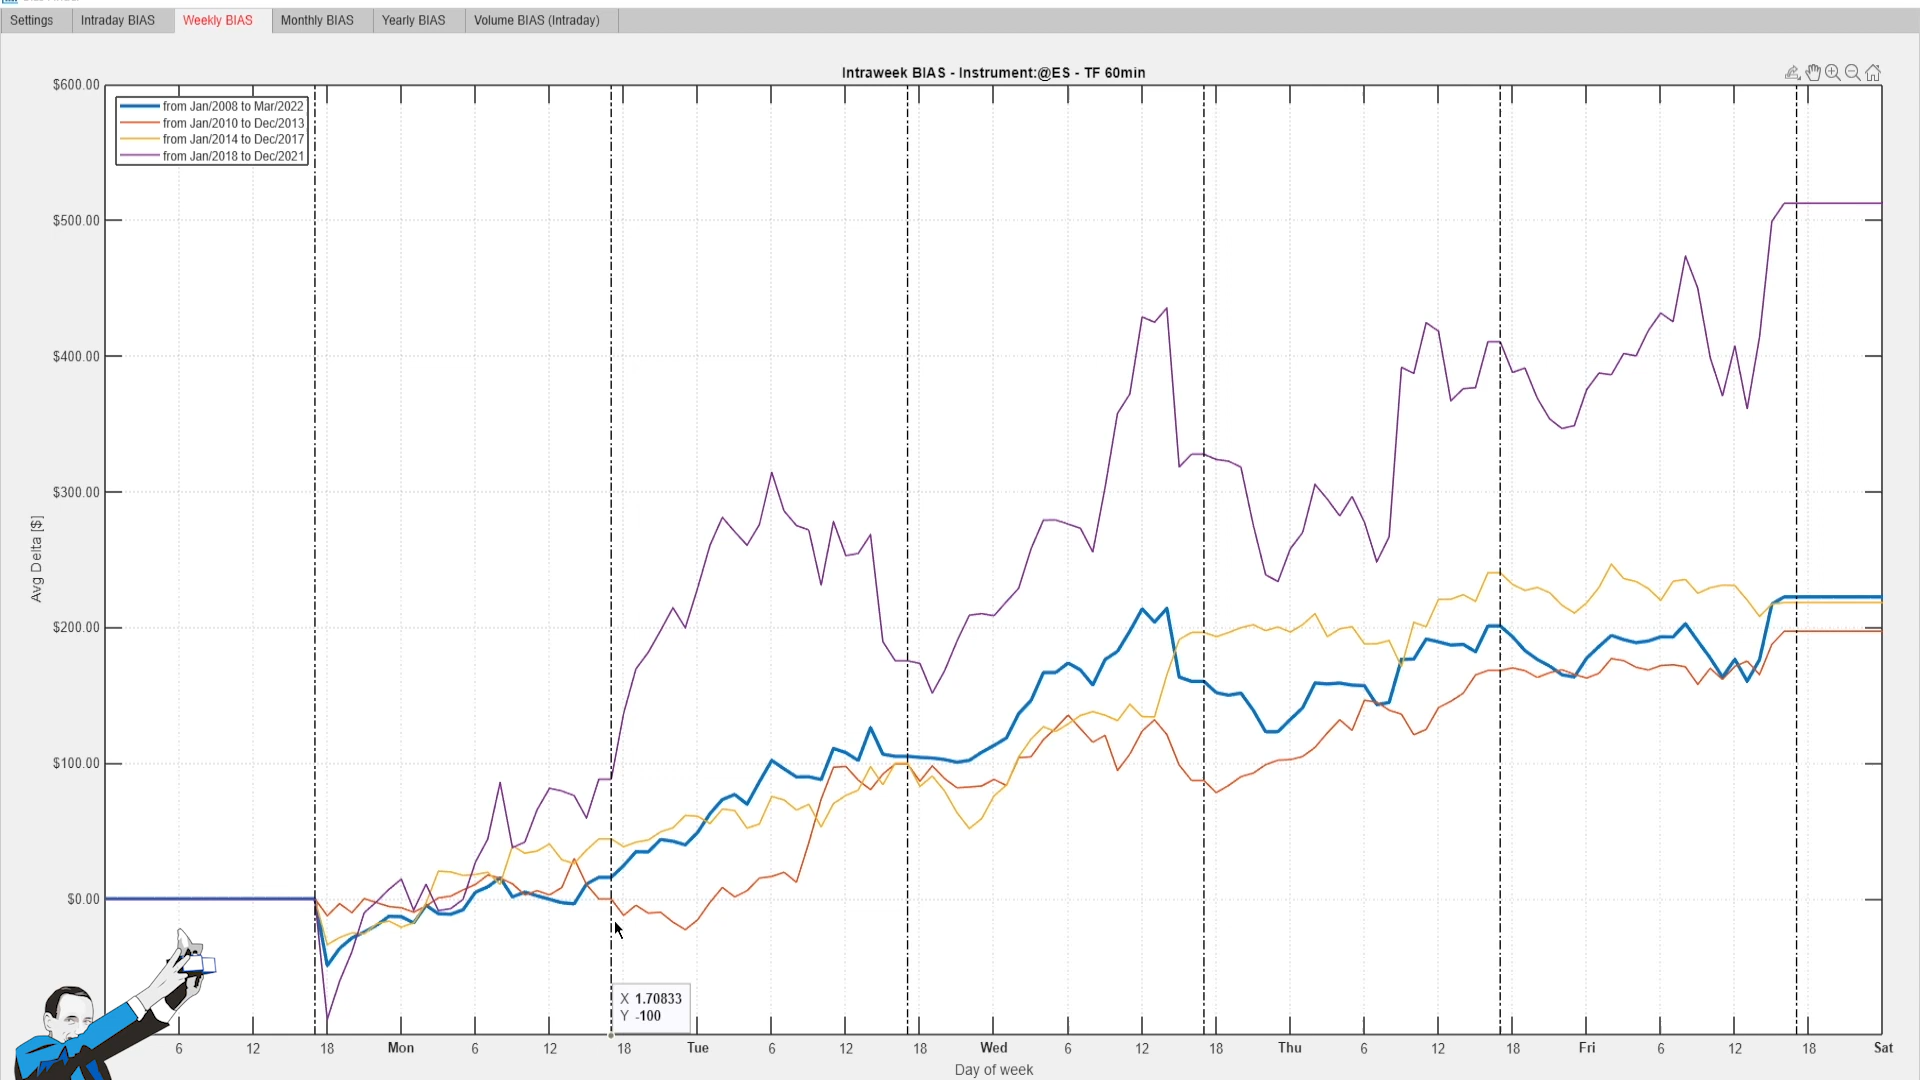 Settings Intraday BIAS Weekly BIAS Monthly BIAS Yearly BIAS Volume BIAS (Intraday)
Intraweek BIAS - Instrument:@ES - TF 60min
from Jan/2008 to Mar/2022
from Jan/2010 to Dec/2013
from Jan/2014 to Dec/2017
from Jan/2018 to Dec/2021
$600.00
$500.00
$400.00
$300.00
$200.00
$100.00
$0.00
Avg Delta [$]
X 1.70833
Y -100
6 12 18 Mon 6 12 18 Tue 6 12 18 Wed 6 12 18 Thu 6 12 18 Fri 6 12 18 Sat
Day of week